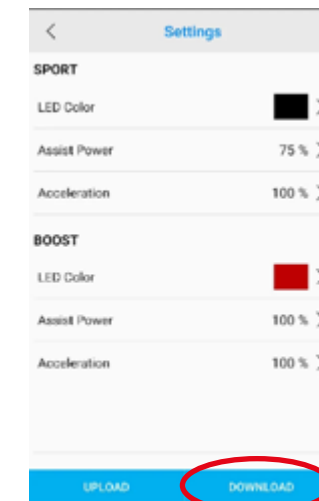 Settings
SPORT
LED Color
Assist Power 75 %
Acceleration 100 %
BOOST
LED Color
Assist Power 100 %
Acceleration 100 %
UPLOAD DOWNLOAD